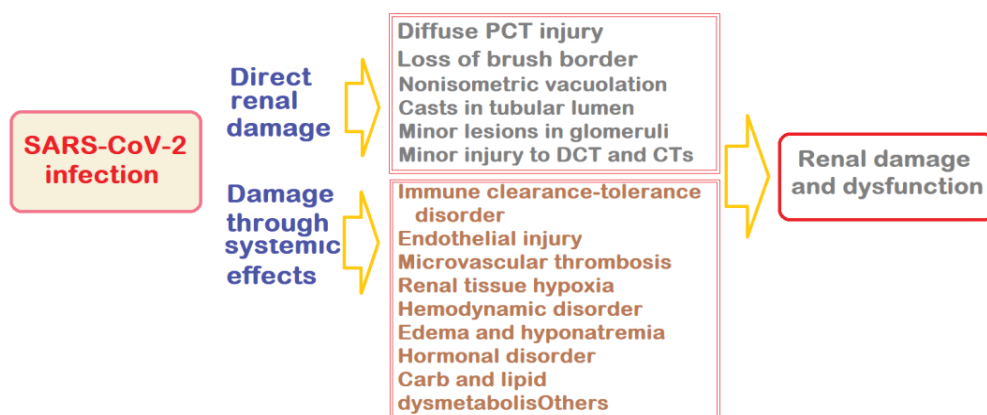 SARS-CoV-2
infection
Direct
renal
damage
Damage
through
systemic
effects
Diffuse PCT injury
Loss of brush border
Nonisometric vacuolation
Casts in tubular lumen
Minor lesions in glomeruli
Minor injury to DCT and CTs
Immune clearance-tolerance
disorder
Endothelial injury
Microvascular thrombosis
Renal tissue hypoxia
Hemodynamic disorder
Edema and hyponatremia
Hormonal disorder
Carb and lipid
dysmetabolisOthers
Renal damage
and dysfunction